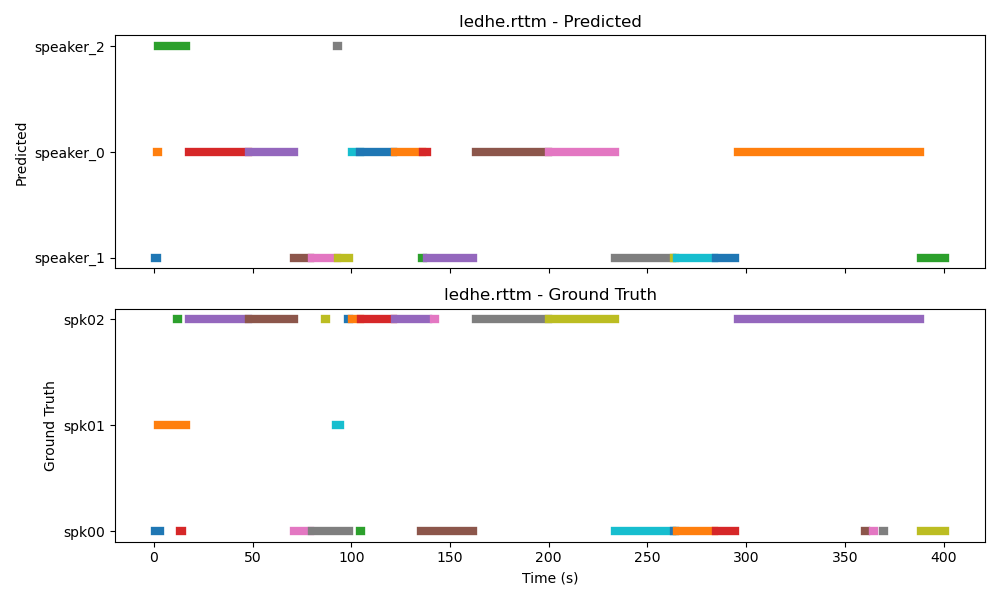 ledhe.rttm - Predicted
speaker_2
speaker_0
speaker_1
Predicted
ledhe.rttm - Ground Truth
spk02
spk01
spk00
Ground Truth
0 50 100 150 200 250 300 350 400
Time (s)